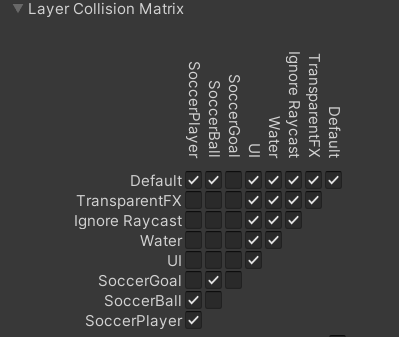 Layer Collision Matrix
SoccerPlayer
SoccerBall
SoccerGoal
UI
Water
Ignore Raycast
TransparentFX
Default
Default
TransparentFX
Ignore Raycast
Water
UI
SoccerGoal
SoccerBall
SoccerPlayer